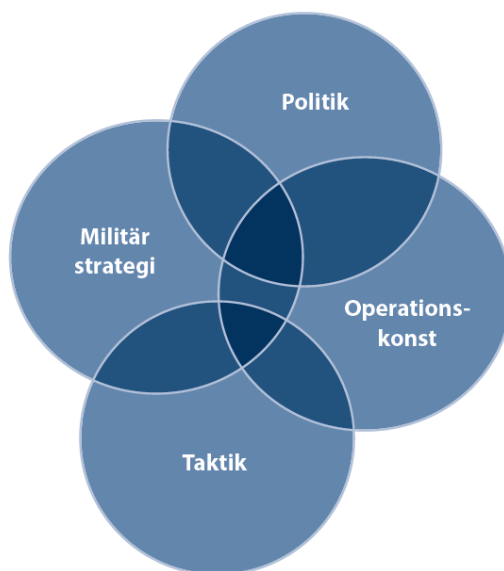 Politik
Militär
strategi
Operations-
konst
Taktik